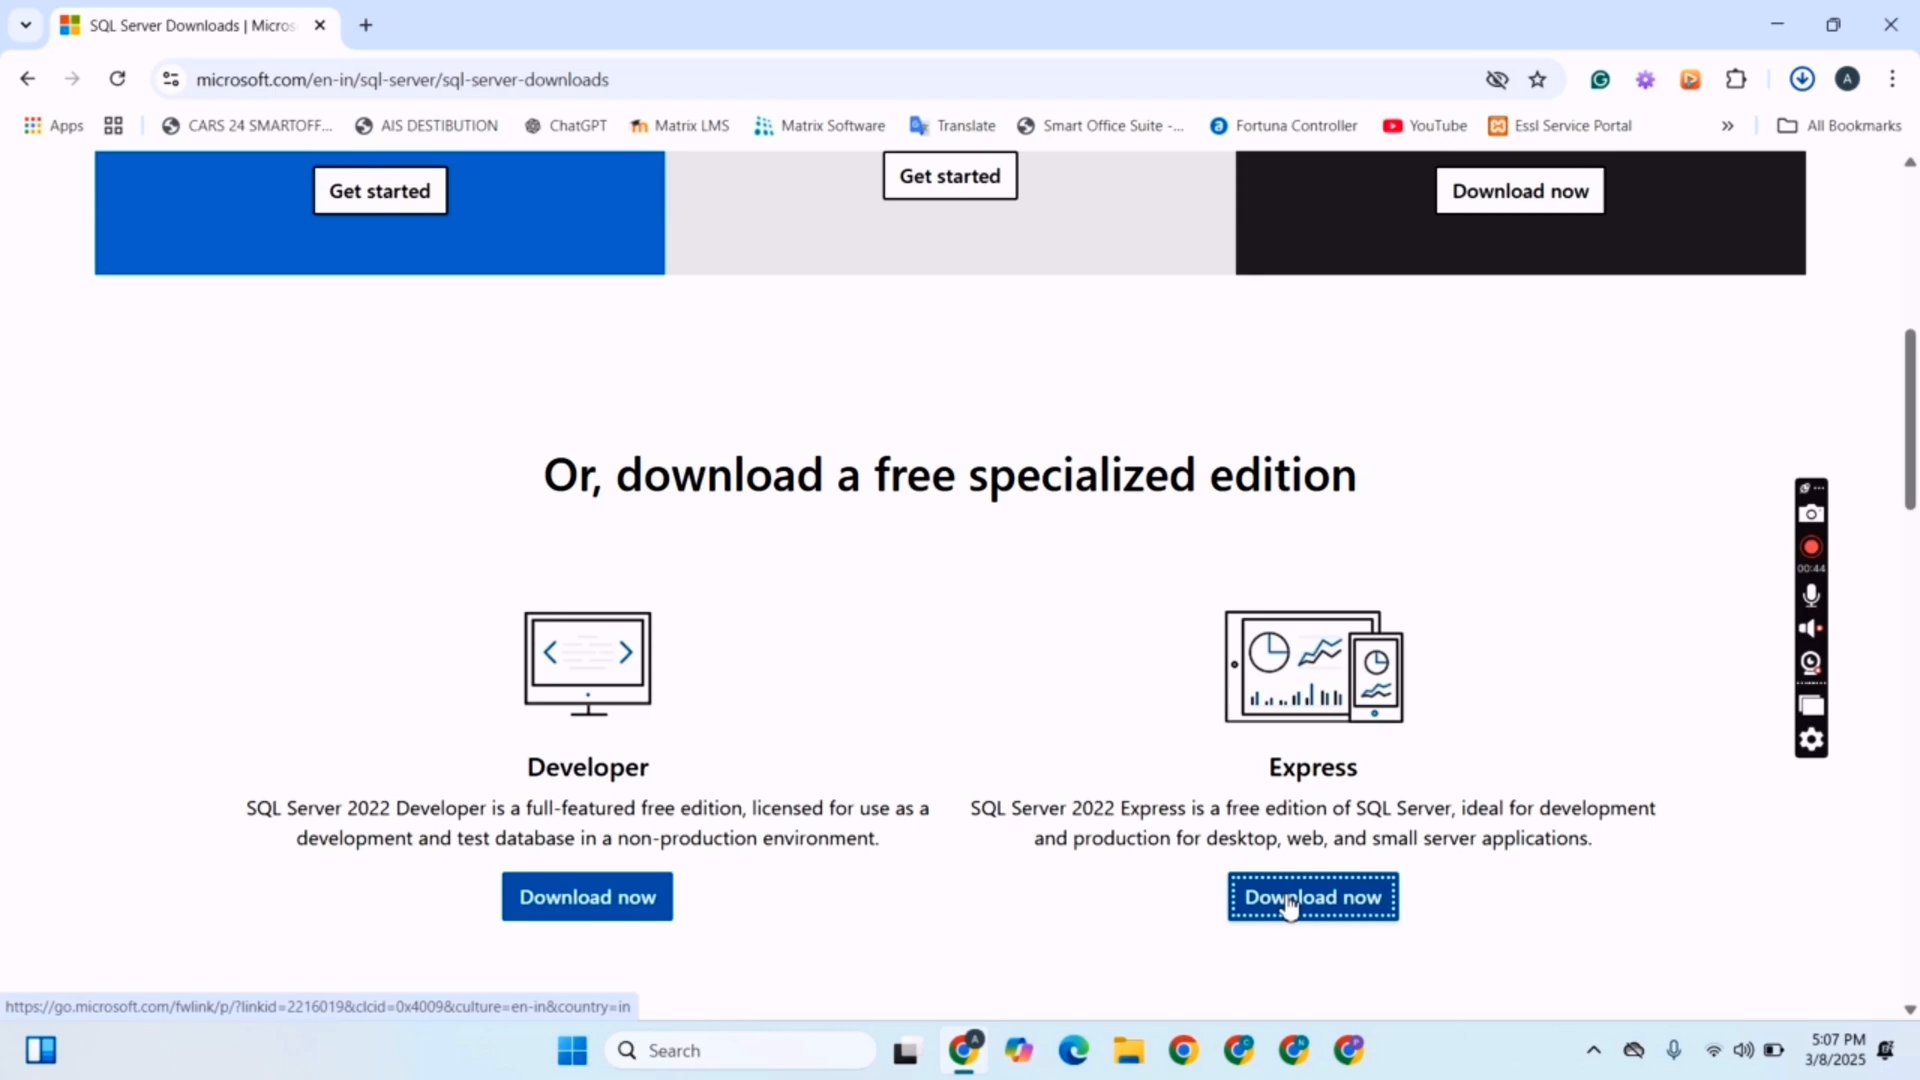 SQL Server Downloads | Micros
microsoft.com/en-in/sql-server/sql-server-downloads
A
Apps
CARS 24 SMARTOFF...
AIS DESTIBUTION
ChatGPT
Matrix LMS
Matrix Software
Translate
Smart Office Suite -...
Fortuna Controller
YouTube
Essl Service Portal
»
All Bookmarks
Get started
Get started
Download now
Or, download a free specialized edition
00:44
Developer
Express
SQL Server 2022 Developer is a full-featured free edition, licensed for use as a
development and test database in a non-production environment.
SQL Server 2022 Express is a free edition of SQL Server, ideal for development
and production for desktop, web, and small server applications.
Download now
Download now
https://go.microsoft.com/fwlink/p/?linkid=2216019&clcid=0x4009&culture=en-in&country=in
Search
5:07 PM
3/8/2025